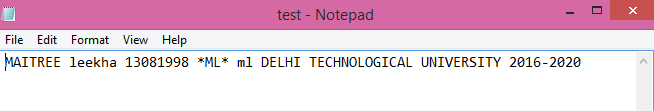 test - Notepad
File Edit Format View Help
MAITREE leekha 13081998 *ML* ml DELHI TECHNOLOGICAL UNIVERSITY 2016-2020